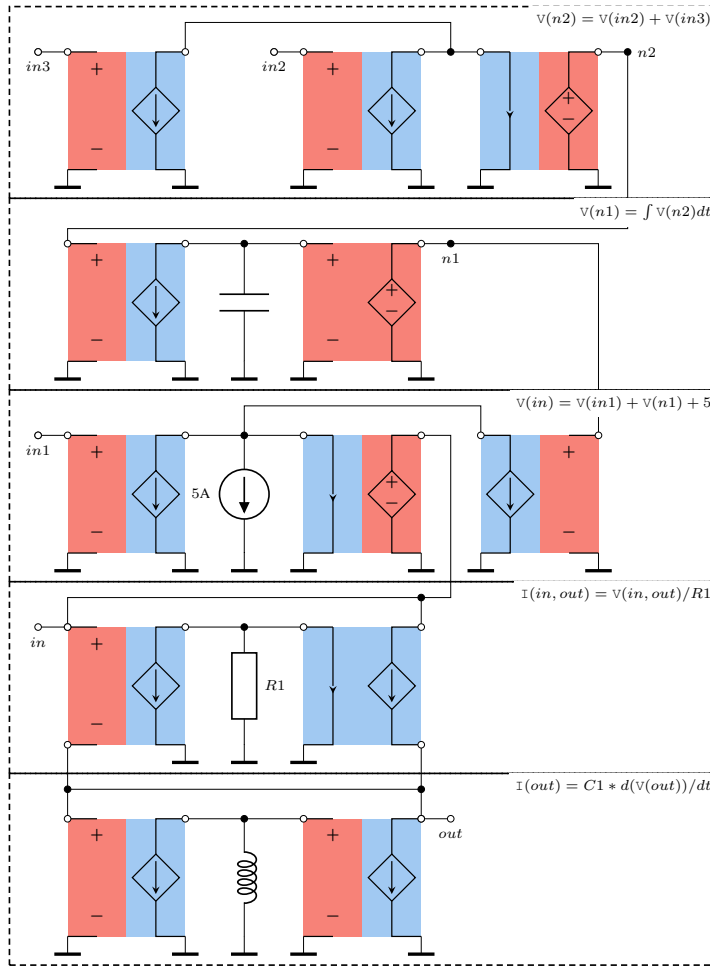 V(n2) = V(in2) + V(in3)
in3
+
−
in2
+
−
+
−
n2
V(n1) = ∫ V(n2)dt
+
−
+
−
+
−
n1
V(in) = V(in1) + V(n1) + 5
in1
+
−
5A
+
−
+
−
I(in, out) = V(in, out)/R1
in
+
−
R1
I(out) = C1 ∗ d(V(out))/dt
+
−
+
−
out